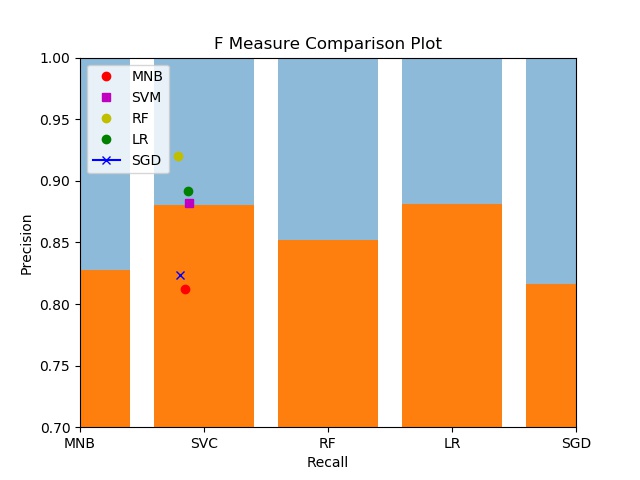 F Measure Comparison Plot
1.00
0.95
0.90
0.85
0.80
0.75
0.70
Precision
MNB
SVM
RF
LR
SGD
MNB SVC RF LR SGD
Recall